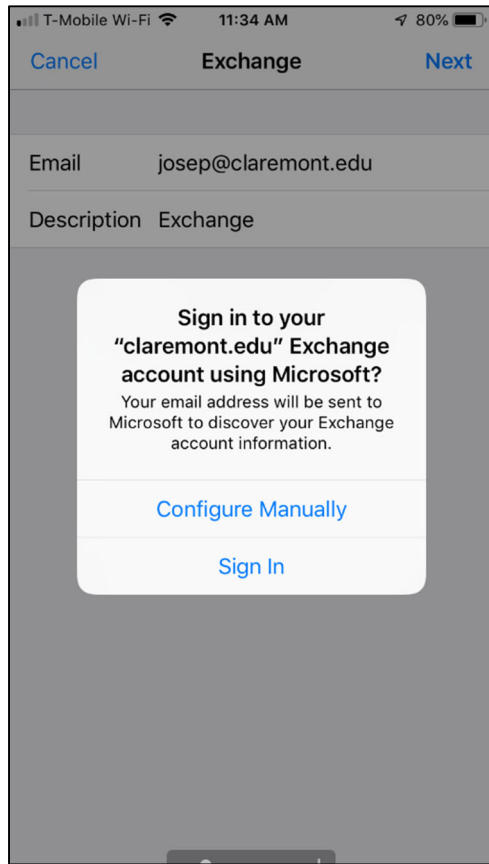 T-Mobile Wi-Fi 11:34 AM 80%
Cancel Exchange Next
Email josep@claremont.edu
Description Exchange
Sign in to your
“claremont.edu” Exchange
account using Microsoft?
Your email address will be sent to
Microsoft to discover your Exchange
account information.
Configure Manually
Sign In